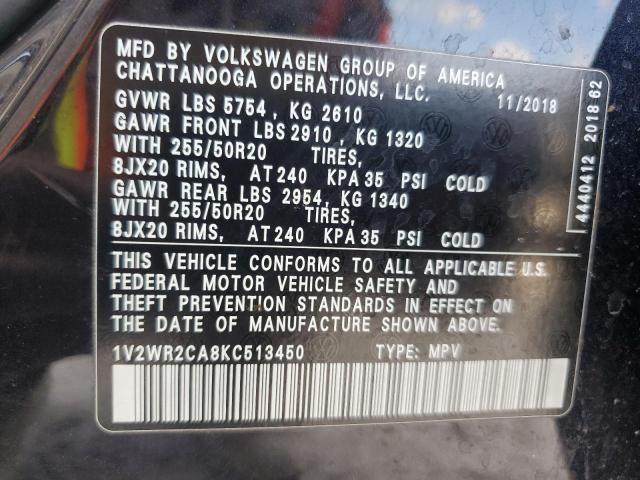 MFD BY VOLKSWAGEN GROUP OF AMERICA
CHATTANOOGA OPERATIONS, LLC. 11/2018
GVWR LBS 5754, KG 2610
GAWR FRONT LBS 2910, KG 1320
WITH 255/50R20 TIRES,
8JX20 RIMS, AT 240 KPA 35 PSI COLD
GAWR REAR LBS 2954, KG 1340
WITH 255/50R20 TIRES,
8JX20 RIMS, AT 240 KPA 35 PSI COLD
4440412 2018 62
THIS VEHICLE CONFORMS TO ALL APPLICABLE U.S.
FEDERAL MOTOR VEHICLE SAFETY AND
THEFT PREVENTION STANDARDS IN EFFECT ON
THE DATE OF MANUFACTURE SHOWN ABOVE.
1V2WR2CA8KC513450 TYPE: MPV